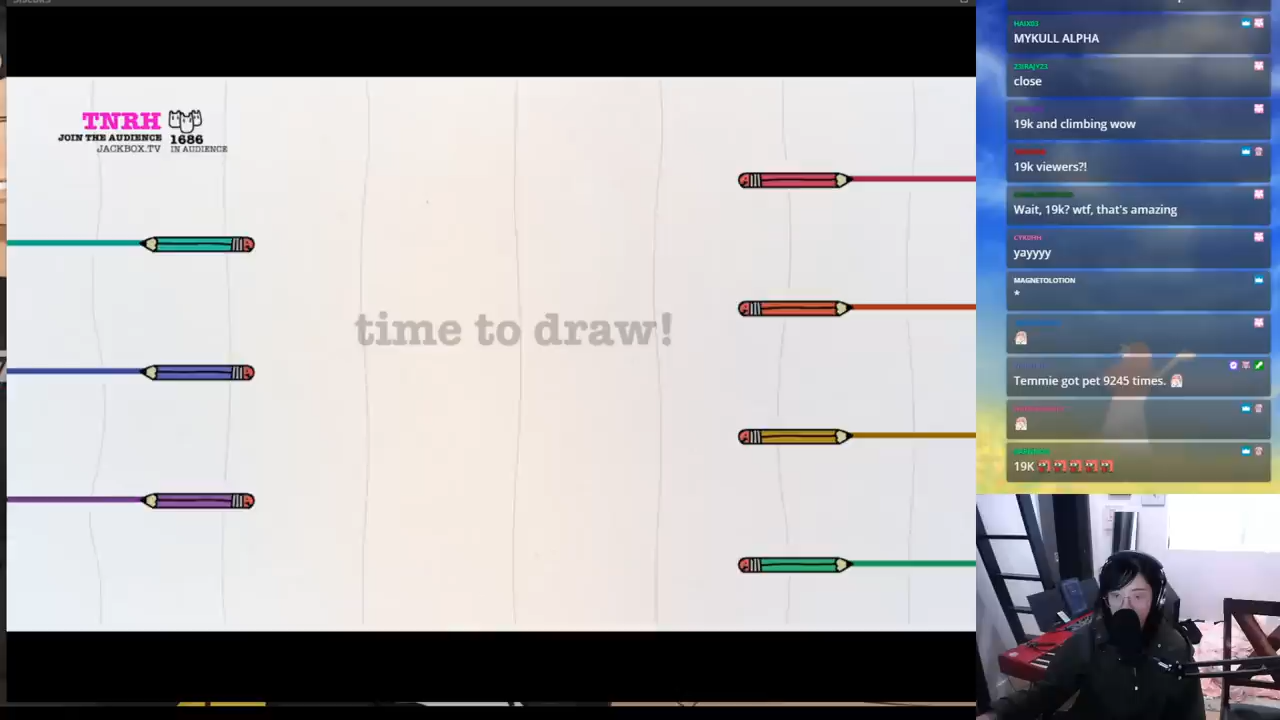 TNRH
JOIN THE AUDIENCE
JACKBOX.TV
1686
IN AUDIENCE
time to draw!
HAIX03
MYKULL ALPHA
close
19k and climbing wow
19k viewers?!
Wait, 19k? wtf, that's amazing
yayyyy
MAGNETOLOTION
*
Temmie got pet 9245 times.
19K